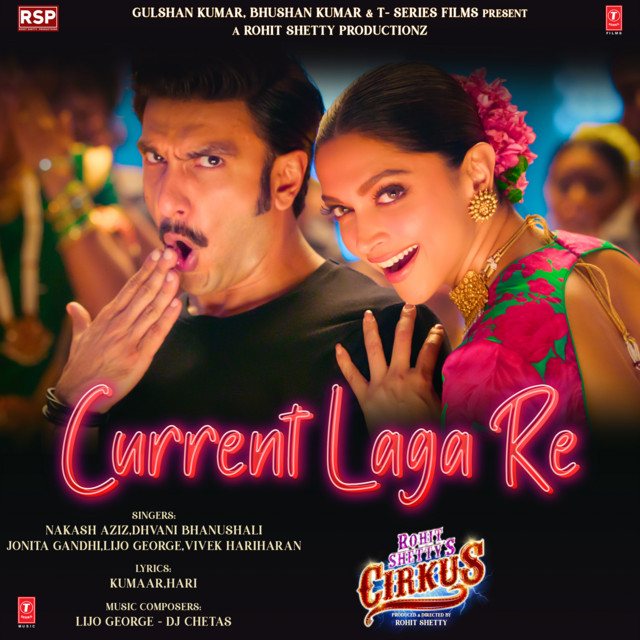 RSP
GULSHAN KUMAR, BHUSHAN KUMAR & T- SERIES FILMS PRESENT
A ROHIT SHETTY PRODUCTIONZ
T
FILMS
Current Laga Re
SINGERS:
NAKASH AZIZ,DHVANI BHANUSHALI
JONITA GANDHI,LIJO GEORGE,VIVEK HARIHARAN
LYRICS:
KUMAAR,HARI
MUSIC COMPOSERS:
LIJO GEORGE - DJ CHETAS
T
MUSIC
ROHIT
SHETTY'S
CIRKUS
PRODUCED & DIRECTED BY
ROHIT SHETTY